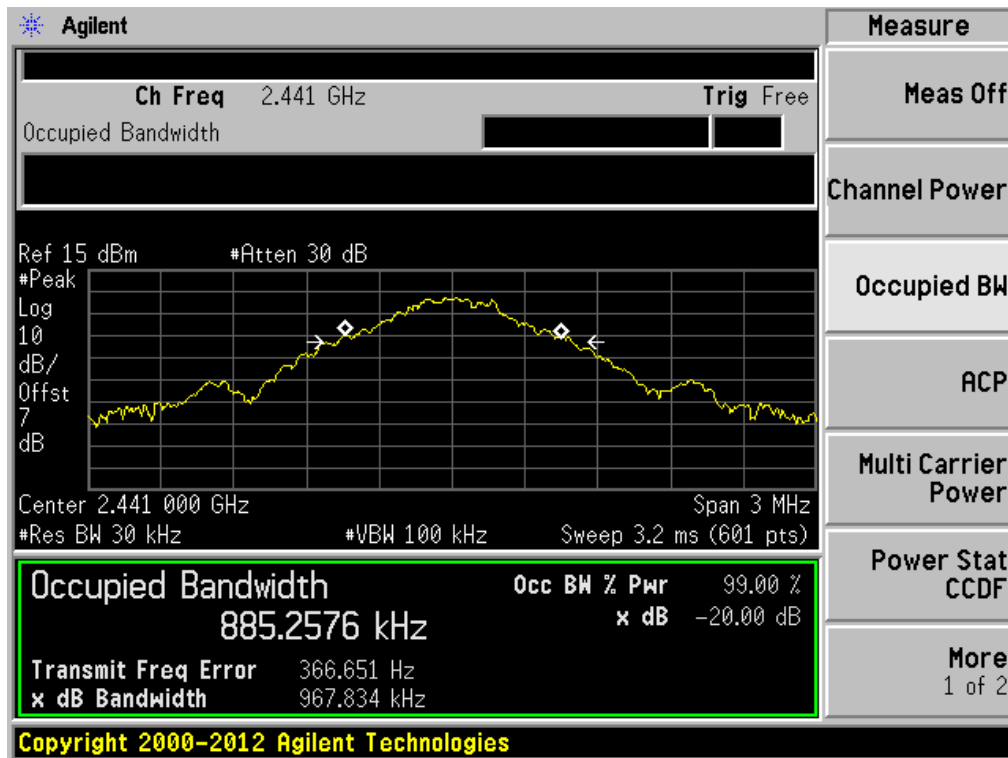 Agilent
Measure
Ch Freq 2.441 GHz Trig Free
Occupied Bandwidth
Meas Off
Channel Power
Occupied BW
ACP
Multi Carrier
Power
Power Stat
CCDF
More
1 of 2
Ref 15 dBm #Atten 30 dB
#Peak
Log
10
dB/
Offst
7
dB
Center 2.441 000 GHz Span 3 MHz
#Res BW 30 kHz #VBW 100 kHz Sweep 3.2 ms (601 pts)
Occupied Bandwidth Occ BW % Pwr 99.00 %
885.2576 kHz x dB -20.00 dB
Transmit Freq Error 366.651 Hz
x dB Bandwidth 967.834 kHz
Copyright 2000-2012 Agilent Technologies